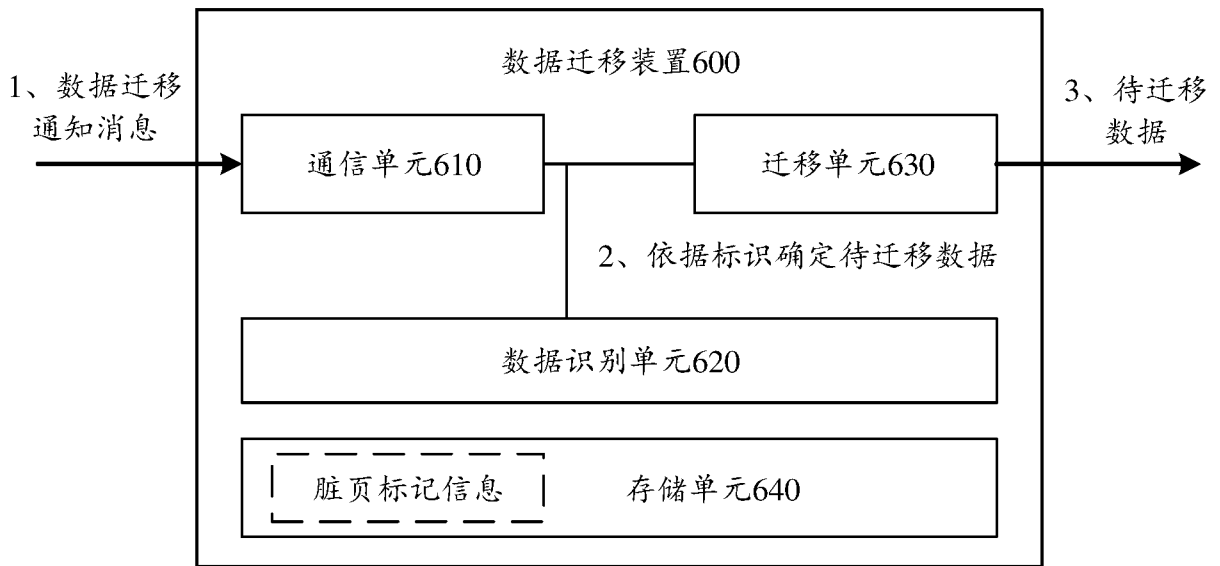 数据迁移装置600
1、数据迁移
通知消息
3、待迁移
数据
通信单元610
迁移单元630
2、依据标识确定待迁移数据
数据识别单元620
脏页标记信息
存储单元640